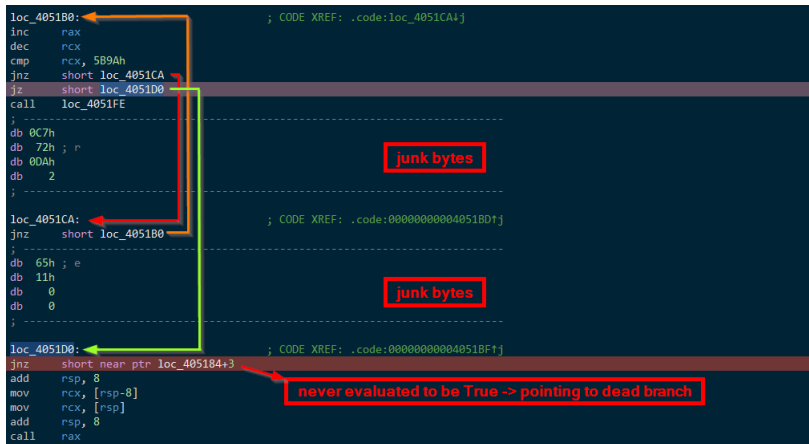 loc_4051B0: ; CODE XREF: .code:loc_4051CA↓j
inc rax
dec rcx
cmp rcx, 5B9Ah
jnz short loc_4051CA
jz short loc_4051D0
call loc_4051FE
; ---------------------------------------------------------------------------
db 0C7h
db 72h ; r
db 0DAh
db 2
junk bytes
; ---------------------------------------------------------------------------
loc_4051CA: ; CODE XREF: .code:00000000004051BD↑j
jnz short loc_4051B0
; ---------------------------------------------------------------------------
db 65h ; e
db 11h
db 0
db 0
junk bytes
; ---------------------------------------------------------------------------
loc_4051D0: ; CODE XREF: .code:00000000004051BF↑j
jnz short near ptr loc_405184+3
add rsp, 8
mov rcx, [rsp-8]
mov rcx, [rsp]
add rsp, 8
call rax
never evaluated to be True -> pointing to dead branch